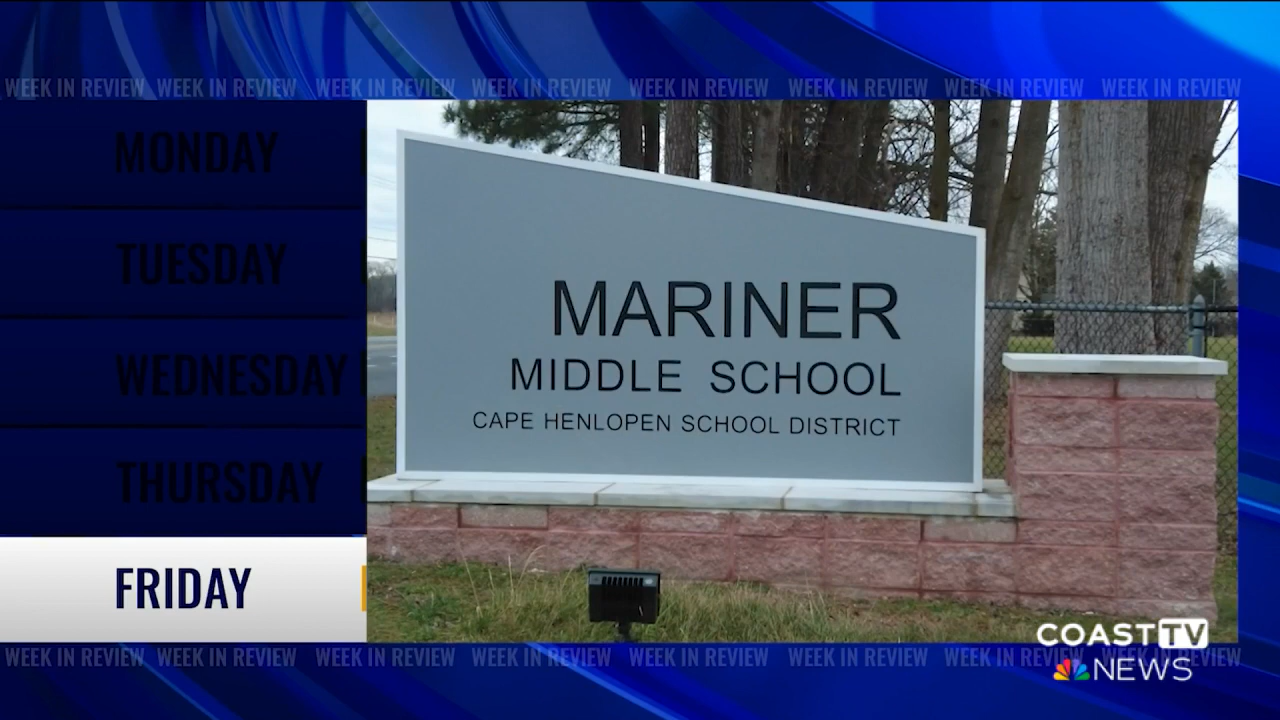 WEEK IN REVIEW WEEK IN REVIEW WEEK IN REVIEW WEEK IN REVIEW WEEK IN REVIEW WEEK IN REVIEW WEEK IN REVIEW WEEK IN REVIEW
MONDAY
TUESDAY
WEDNESDAY
THURSDAY
FRIDAY
MARINER
MIDDLE SCHOOL
CAPE HENLOPEN SCHOOL DISTRICT
COAST TV
NEWS
WEEK IN REVIEW WEEK IN REVIEW WEEK IN REVIEW WEEK IN REVIEW WEEK IN REVIEW WEEK IN REVIEW WEEK IN REVIEW WEEK IN REVIEW